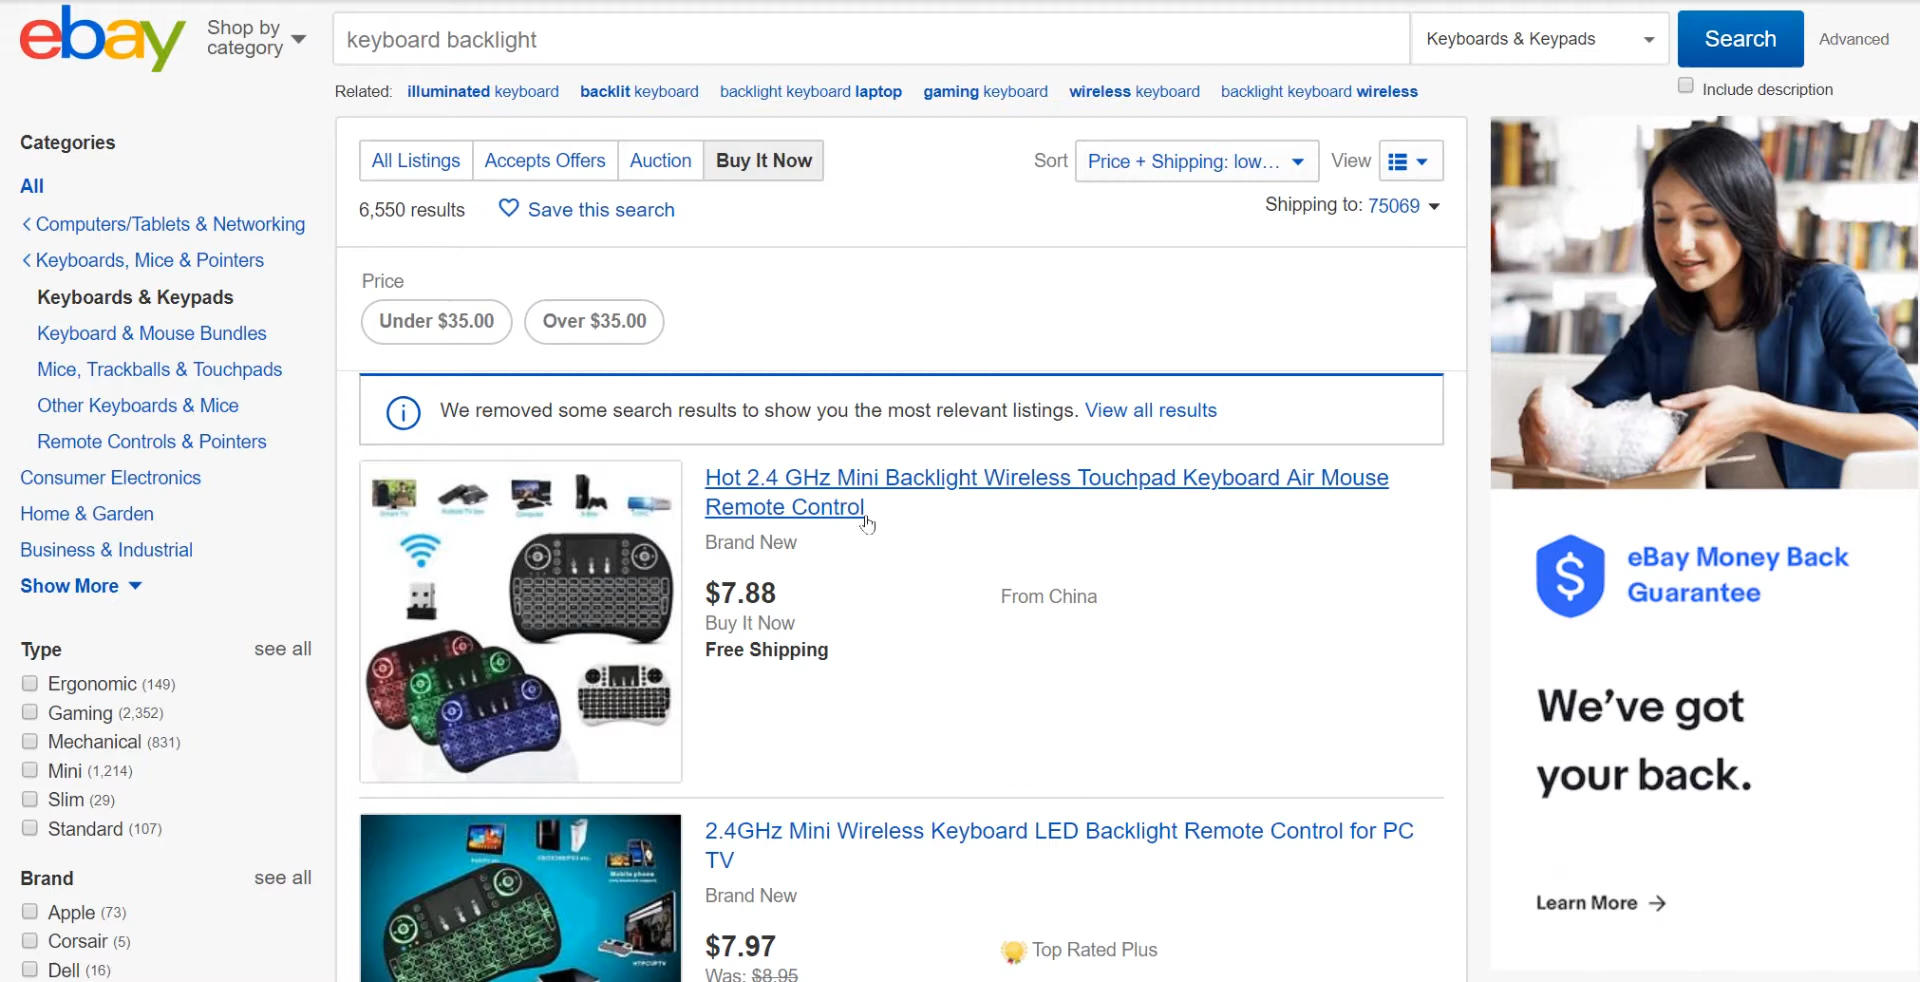 ebay
Shop by
category
keyboard backlight
Keyboards & Keypads
Search
Advanced
Related: illuminated keyboard backlit keyboard backlight keyboard laptop gaming keyboard wireless keyboard backlight keyboard wireless
Include description
Categories
All
Computers/Tablets & Networking
Keyboards, Mice & Pointers
Keyboards & Keypads
Keyboard & Mouse Bundles
Mice, Trackballs & Touchpads
Other Keyboards & Mice
Remote Controls & Pointers
Consumer Electronics
Home & Garden
Business & Industrial
Show More
Type see all
Ergonomic (149)
Gaming (2,352)
Mechanical (831)
Mini (1,214)
Slim (29)
Standard (107)
Brand see all
Apple (73)
Corsair (5)
Dell (16)
All Listings Accepts Offers Auction Buy It Now
Sort Price + Shipping: low... View
6,550 results Save this search
Shipping to: 75069
Price
Under $35.00 Over $35.00
We removed some search results to show you the most relevant listings. View all results
Hot 2.4 GHz Mini Backlight Wireless Touchpad Keyboard Air Mouse
Remote Control
Brand New
$7.88
From China
Buy It Now
Free Shipping
2.4GHz Mini Wireless Keyboard LED Backlight Remote Control for PC
TV
Brand New
$7.97
Top Rated Plus
Was: $8.95
Mobile phone
eBay Money Back
Guarantee
We've got
your back.
Learn More